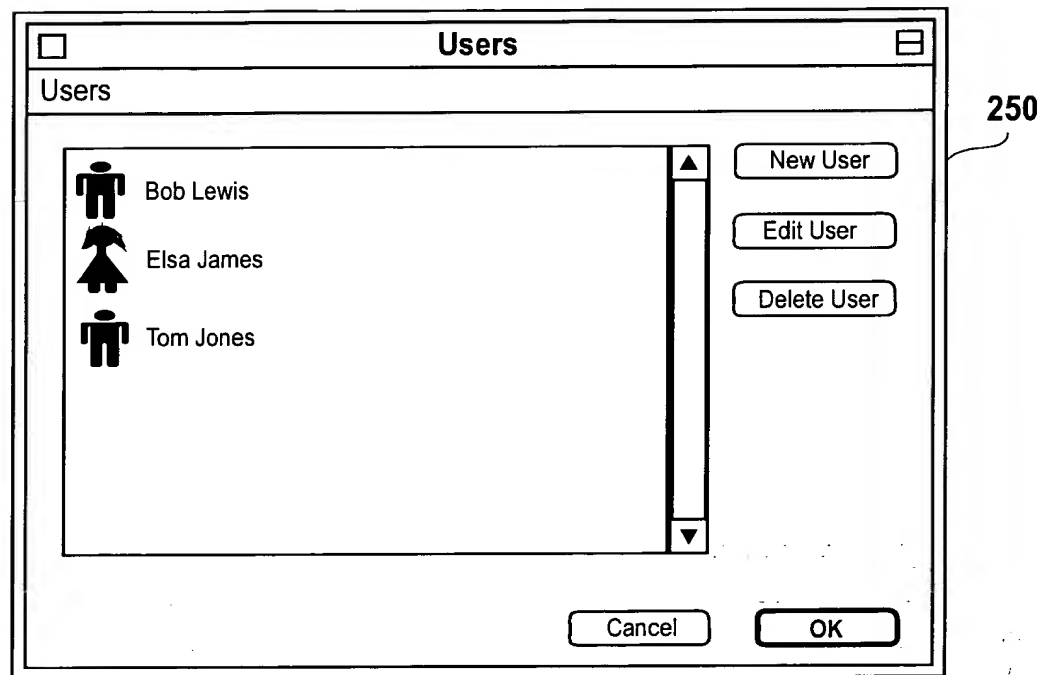 Users
Users
250
Bob Lewis
Elsa James
Tom Jones
New User
Edit User
Delete User
Cancel
OK